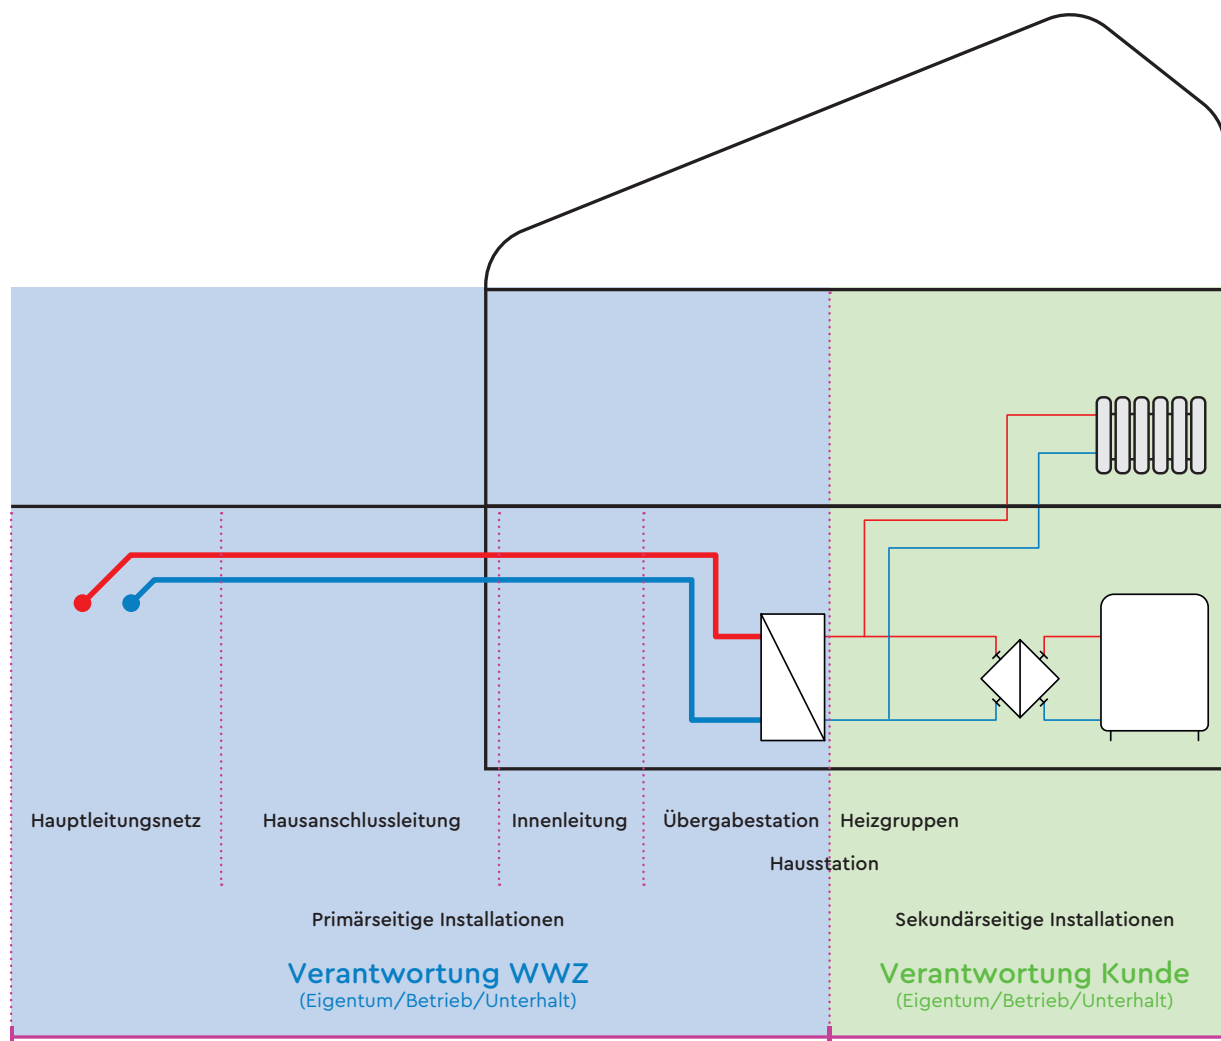 Hauptleitungsnetz
Hausanschlussleitung
Innenleitung
Übergabestation
Heizgruppen
Hausstation
Primärseitige Installationen
Sekundärseitige Installationen
Verantwortung WWZ
(Eigentum/Betrieb/Unterhalt)
Verantwortung Kunde
(Eigentum/Betrieb/Unterhalt)